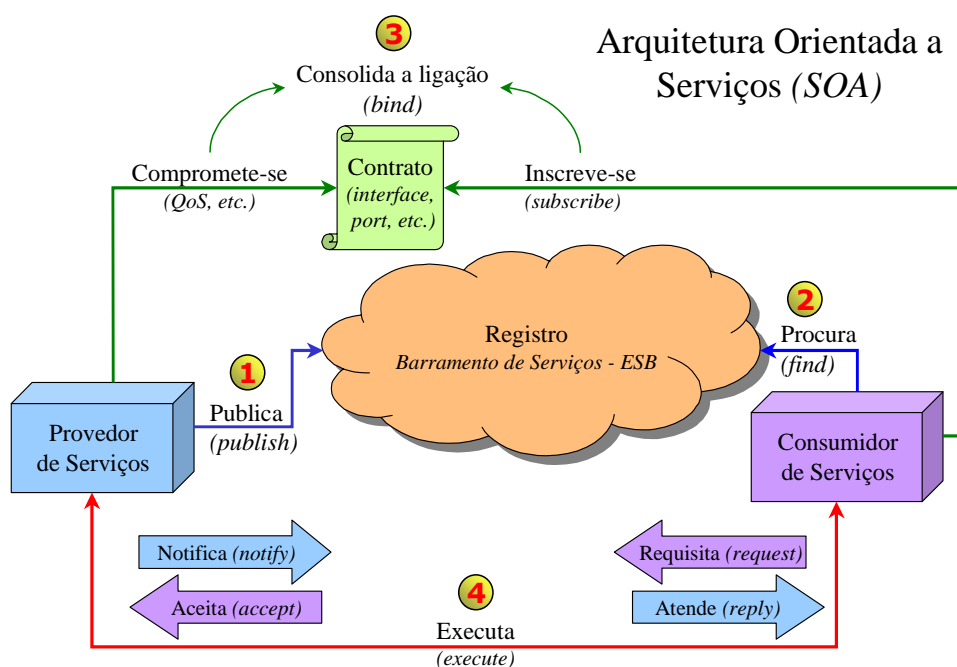 Arquitetura Orientada a
Serviços (SOA)
3
Consolida a ligação
(bind)
Compromete-se
(QoS, etc.)
Contrato
(interface,
port, etc.)
Inscreve-se
(subscribe)
Registro
Barramento de Serviços - ESB
2
Procura
(find)
1
Publica
(publish)
Provedor
de Serviços
Consumidor
de Serviços
Notifica (notify)
Requisita (request)
Aceita (accept)
Atende (reply)
4
Executa
(execute)